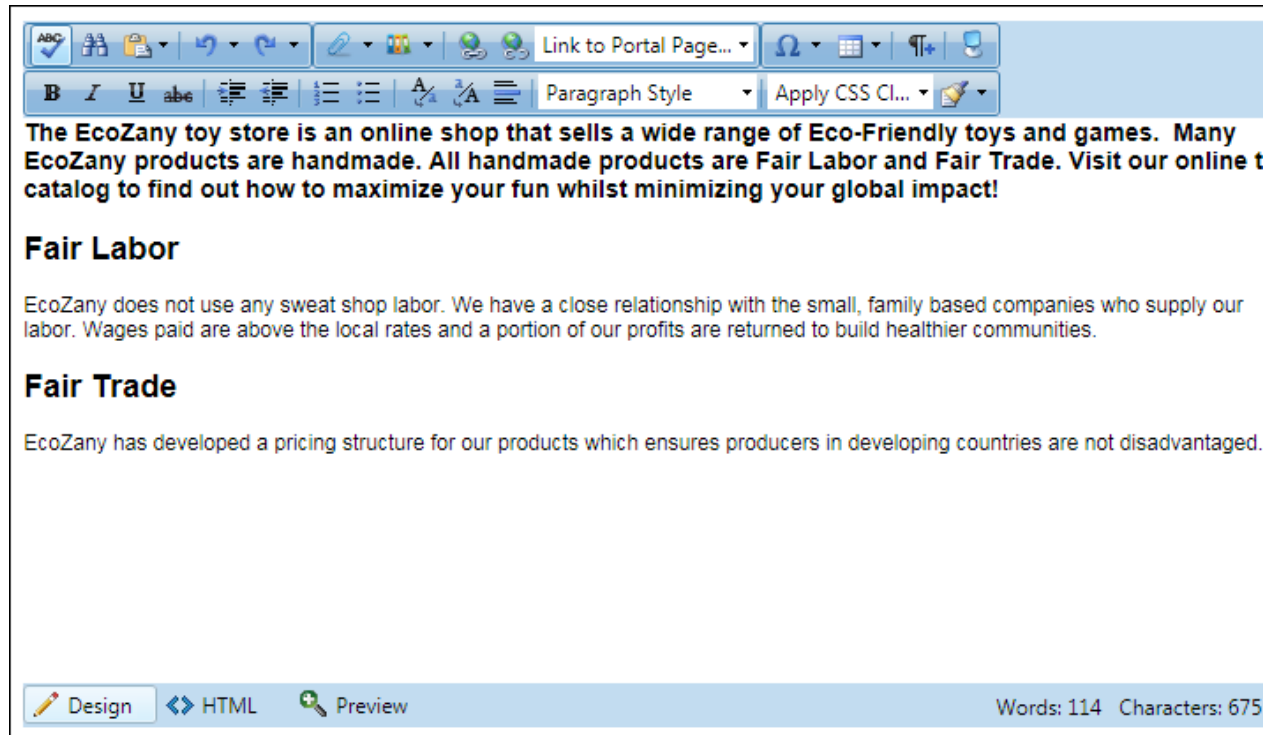 ABC Link to Portal Page... Ω
B I U abc Paragraph Style Apply CSS Cl...
The EcoZany toy store is an online shop that sells a wide range of Eco-Friendly toys and games. Many
EcoZany products are handmade. All handmade products are Fair Labor and Fair Trade. Visit our online t
catalog to find out how to maximize your fun whilst minimizing your global impact!
Fair Labor
EcoZany does not use any sweat shop labor. We have a close relationship with the small, family based companies who supply our
labor. Wages paid are above the local rates and a portion of our profits are returned to build healthier communities.
Fair Trade
EcoZany has developed a pricing structure for our products which ensures producers in developing countries are not disadvantaged.
Design HTML Preview Words: 114 Characters: 675